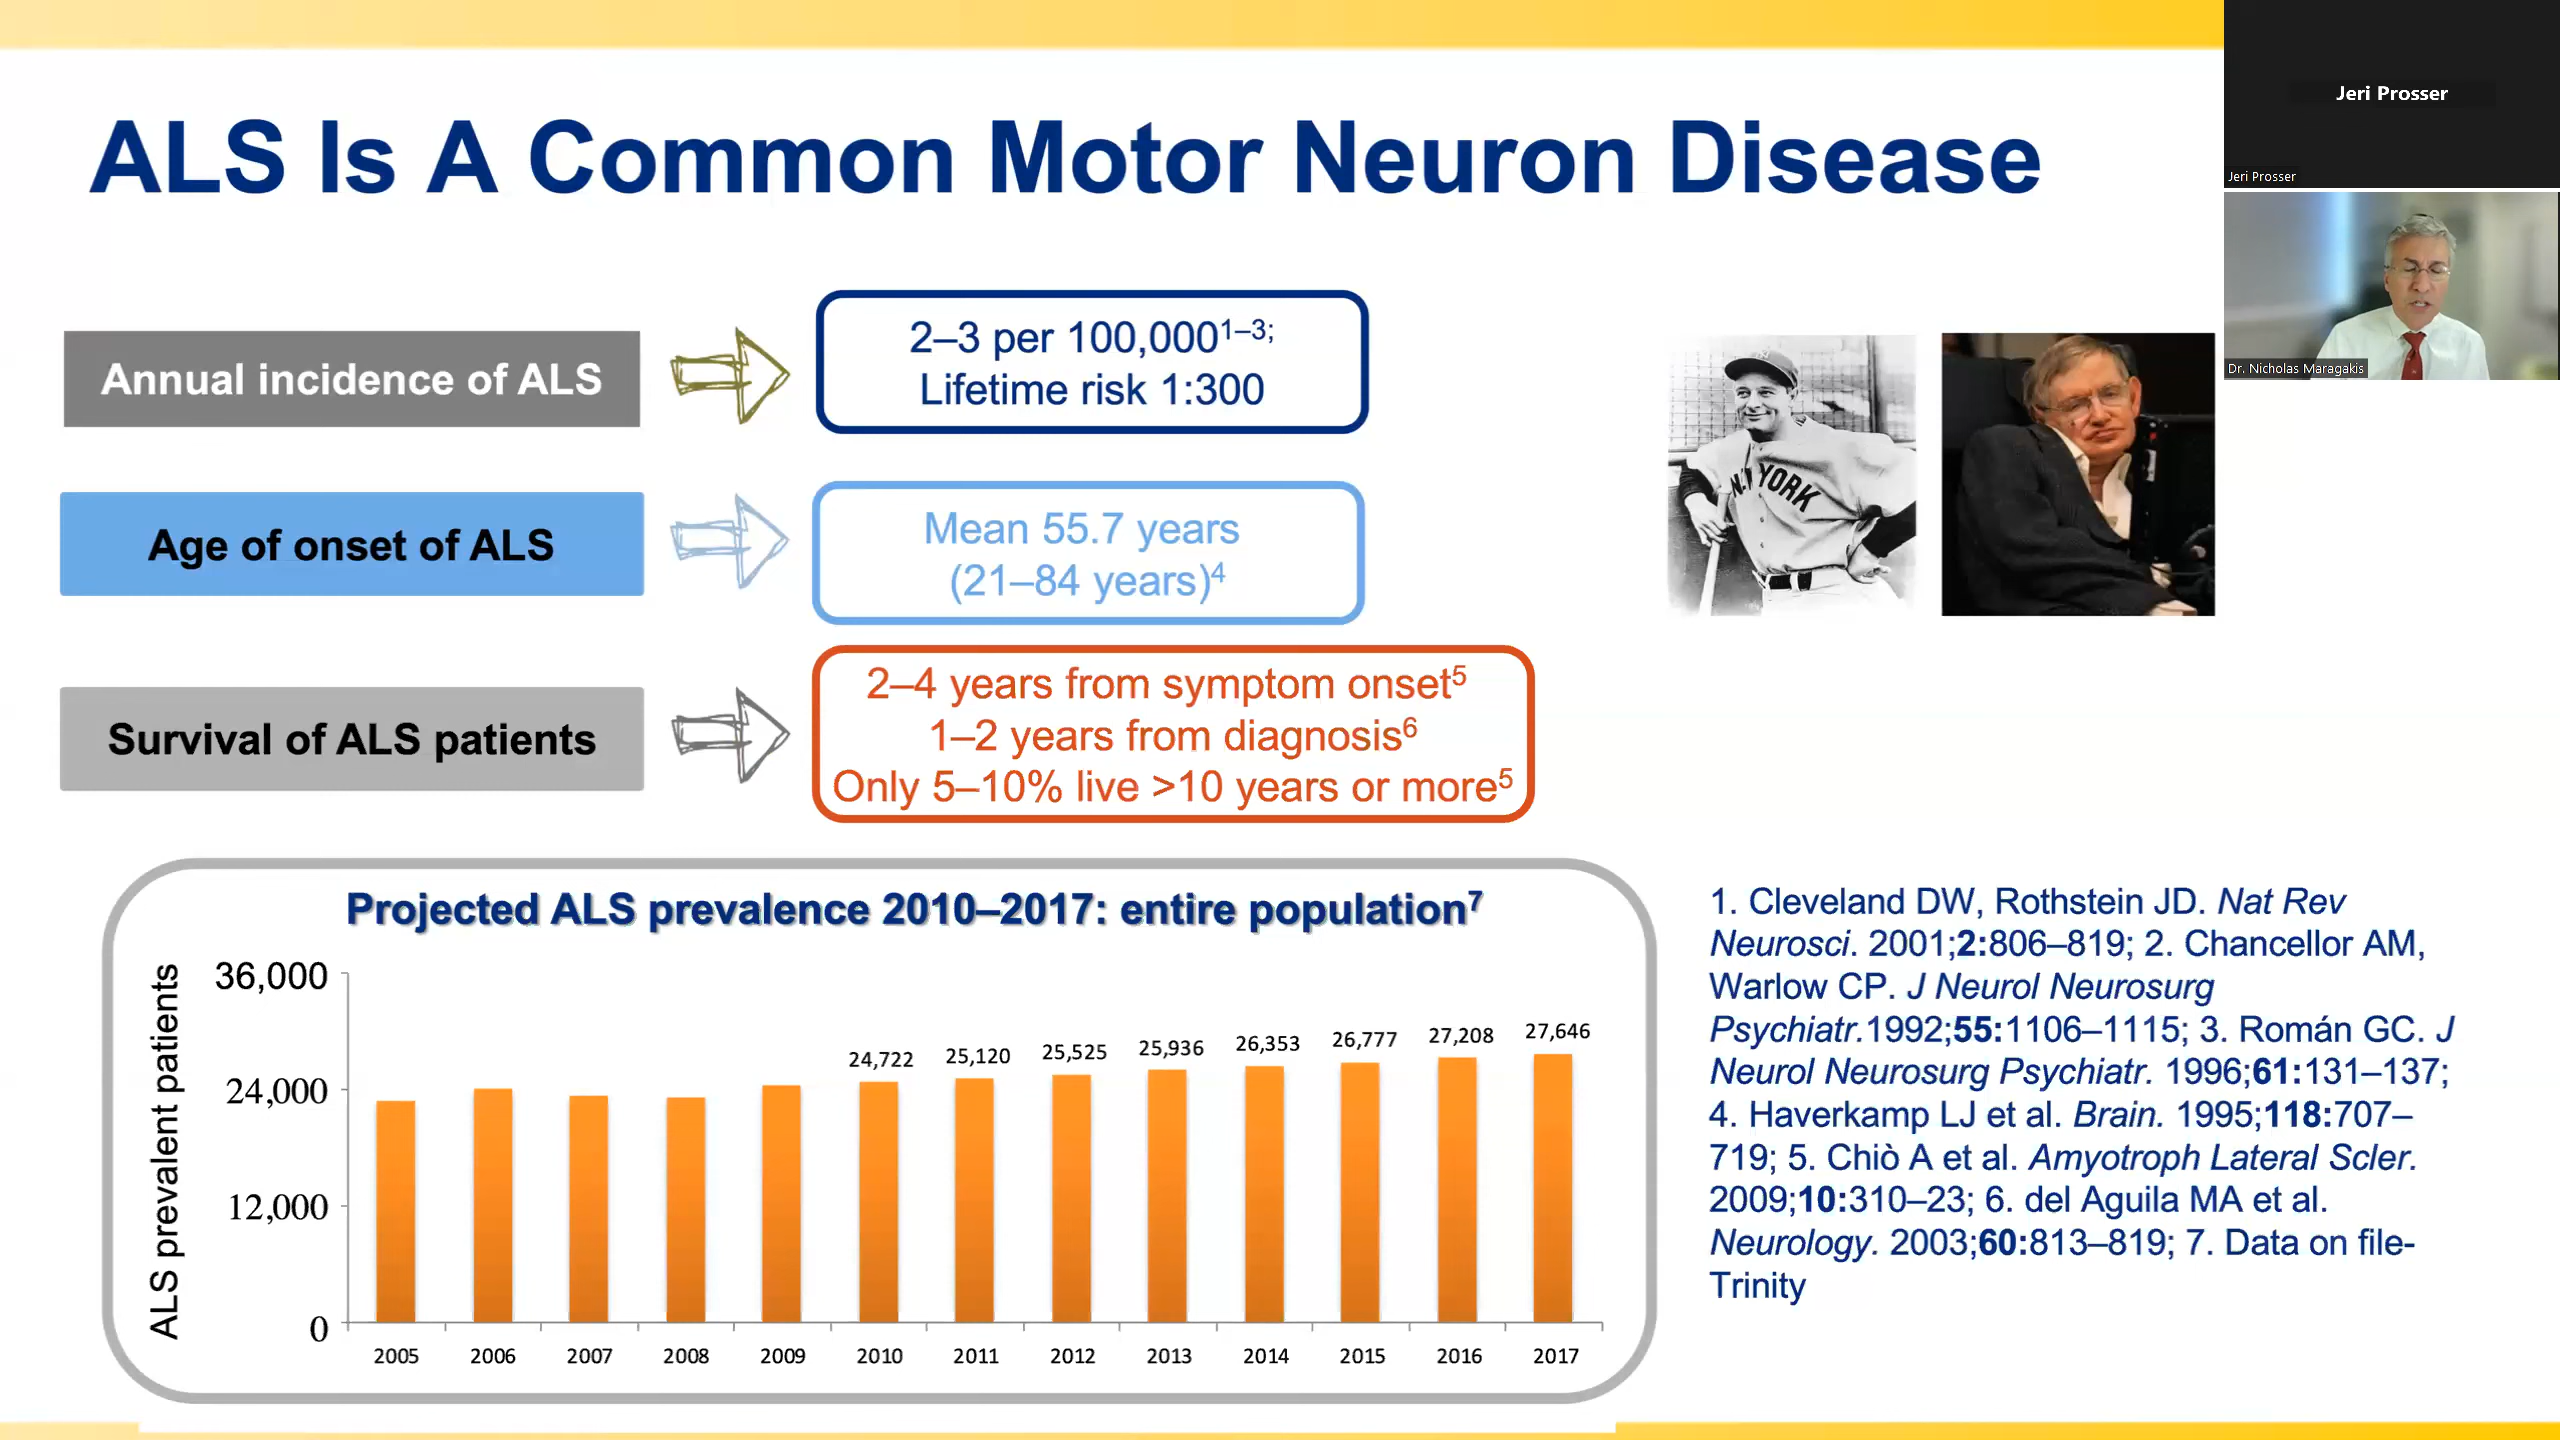 ALS Is A Common Motor Neuron Disease
Annual incidence of ALS
2–3 per 100,000¹⁻³;
Lifetime risk 1:300
Age of onset of ALS
Mean 55.7 years
(21–84 years)⁴
Survival of ALS patients
2–4 years from symptom onset⁵
1–2 years from diagnosis⁶
Only 5–10% live >10 years or more⁵
N.YORK
Jeri Prosser
Jeri Prosser
Dr. Nicholas Maragakis
Projected ALS prevalence 2010–2017: entire population⁷
ALS prevalent patients
36,000
24,000
12,000
0
24,722
25,120
25,525
25,936
26,353
26,777
27,208
27,646
2005
2006
2007
2008
2009
2010
2011
2012
2013
2014
2015
2016
2017
1. Cleveland DW, Rothstein JD. Nat Rev
Neurosci. 2001;2:806–819; 2. Chancellor AM,
Warlow CP. J Neurol Neurosurg
Psychiatr.1992;55:1106–1115; 3. Román GC. J
Neurol Neurosurg Psychiatr. 1996;61:131–137;
4. Haverkamp LJ et al. Brain. 1995;118:707–
719; 5. Chiò A et al. Amyotroph Lateral Scler.
2009;10:310–23; 6. del Aguila MA et al.
Neurology. 2003;60:813–819; 7. Data on file-
Trinity